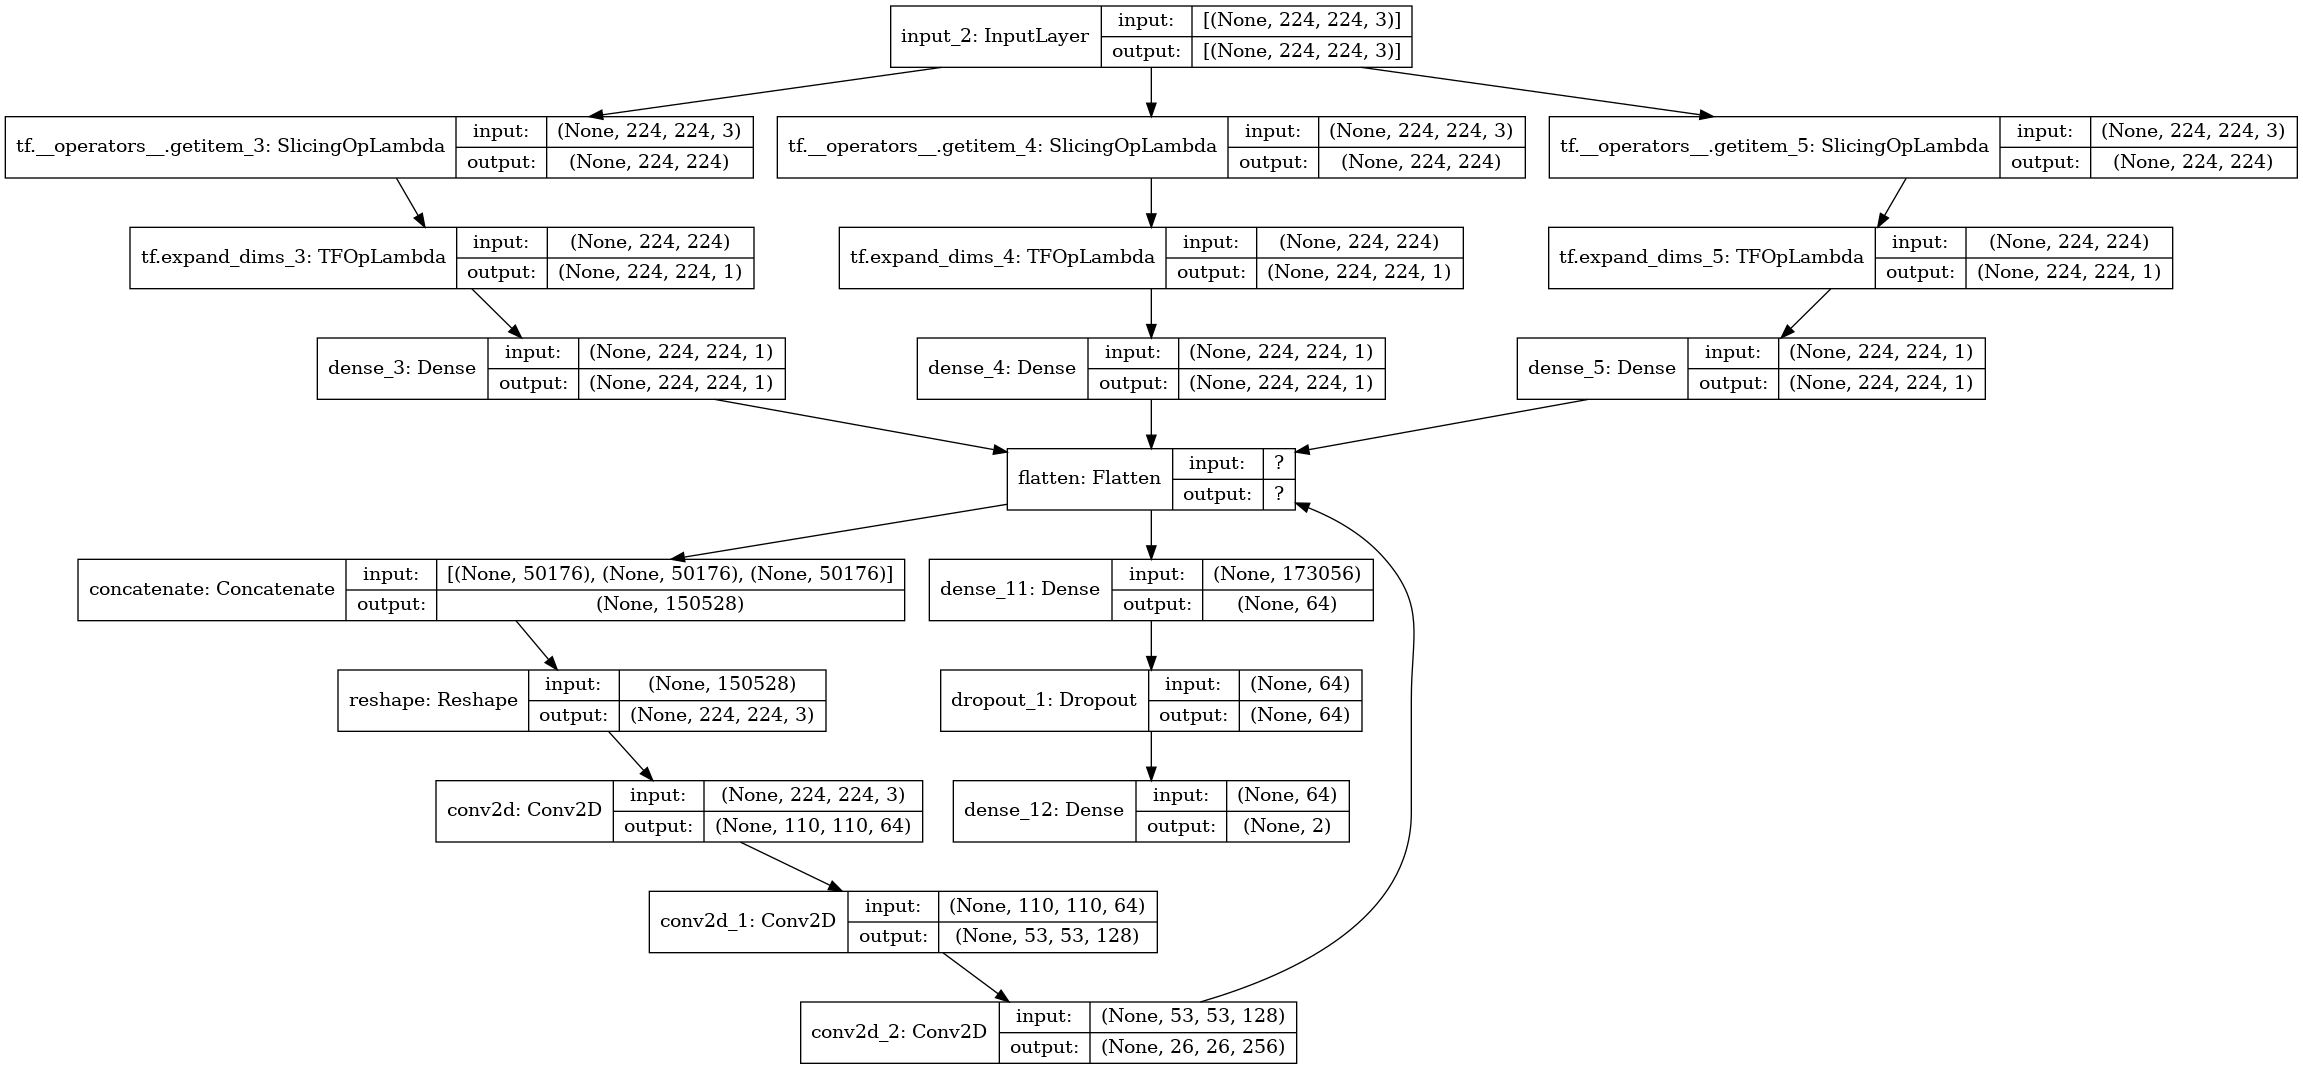 input_2: InputLayer
input:
[(None, 224, 224, 3)]
output:
[(None, 224, 224, 3)]
tf.__operators__.getitem_3: SlicingOpLambda
input:
(None, 224, 224, 3)
output:
(None, 224, 224)
tf.__operators__.getitem_4: SlicingOpLambda
input:
(None, 224, 224, 3)
output:
(None, 224, 224)
tf.__operators__.getitem_5: SlicingOpLambda
input:
(None, 224, 224, 3)
output:
(None, 224, 224)
tf.expand_dims_3: TFOpLambda
input:
(None, 224, 224)
output:
(None, 224, 224, 1)
tf.expand_dims_4: TFOpLambda
input:
(None, 224, 224)
output:
(None, 224, 224, 1)
tf.expand_dims_5: TFOpLambda
input:
(None, 224, 224)
output:
(None, 224, 224, 1)
dense_3: Dense
input:
(None, 224, 224, 1)
output:
(None, 224, 224, 1)
dense_4: Dense
input:
(None, 224, 224, 1)
output:
(None, 224, 224, 1)
dense_5: Dense
input:
(None, 224, 224, 1)
output:
(None, 224, 224, 1)
flatten: Flatten
input:
?
output:
?
concatenate: Concatenate
input:
[(None, 50176), (None, 50176), (None, 50176)]
output:
(None, 150528)
dense_11: Dense
input:
(None, 173056)
output:
(None, 64)
reshape: Reshape
input:
(None, 150528)
output:
(None, 224, 224, 3)
dropout_1: Dropout
input:
(None, 64)
output:
(None, 64)
conv2d: Conv2D
input:
(None, 224, 224, 3)
output:
(None, 110, 110, 64)
dense_12: Dense
input:
(None, 64)
output:
(None, 2)
conv2d_1: Conv2D
input:
(None, 110, 110, 64)
output:
(None, 53, 53, 128)
conv2d_2: Conv2D
input:
(None, 53, 53, 128)
output:
(None, 26, 26, 256)